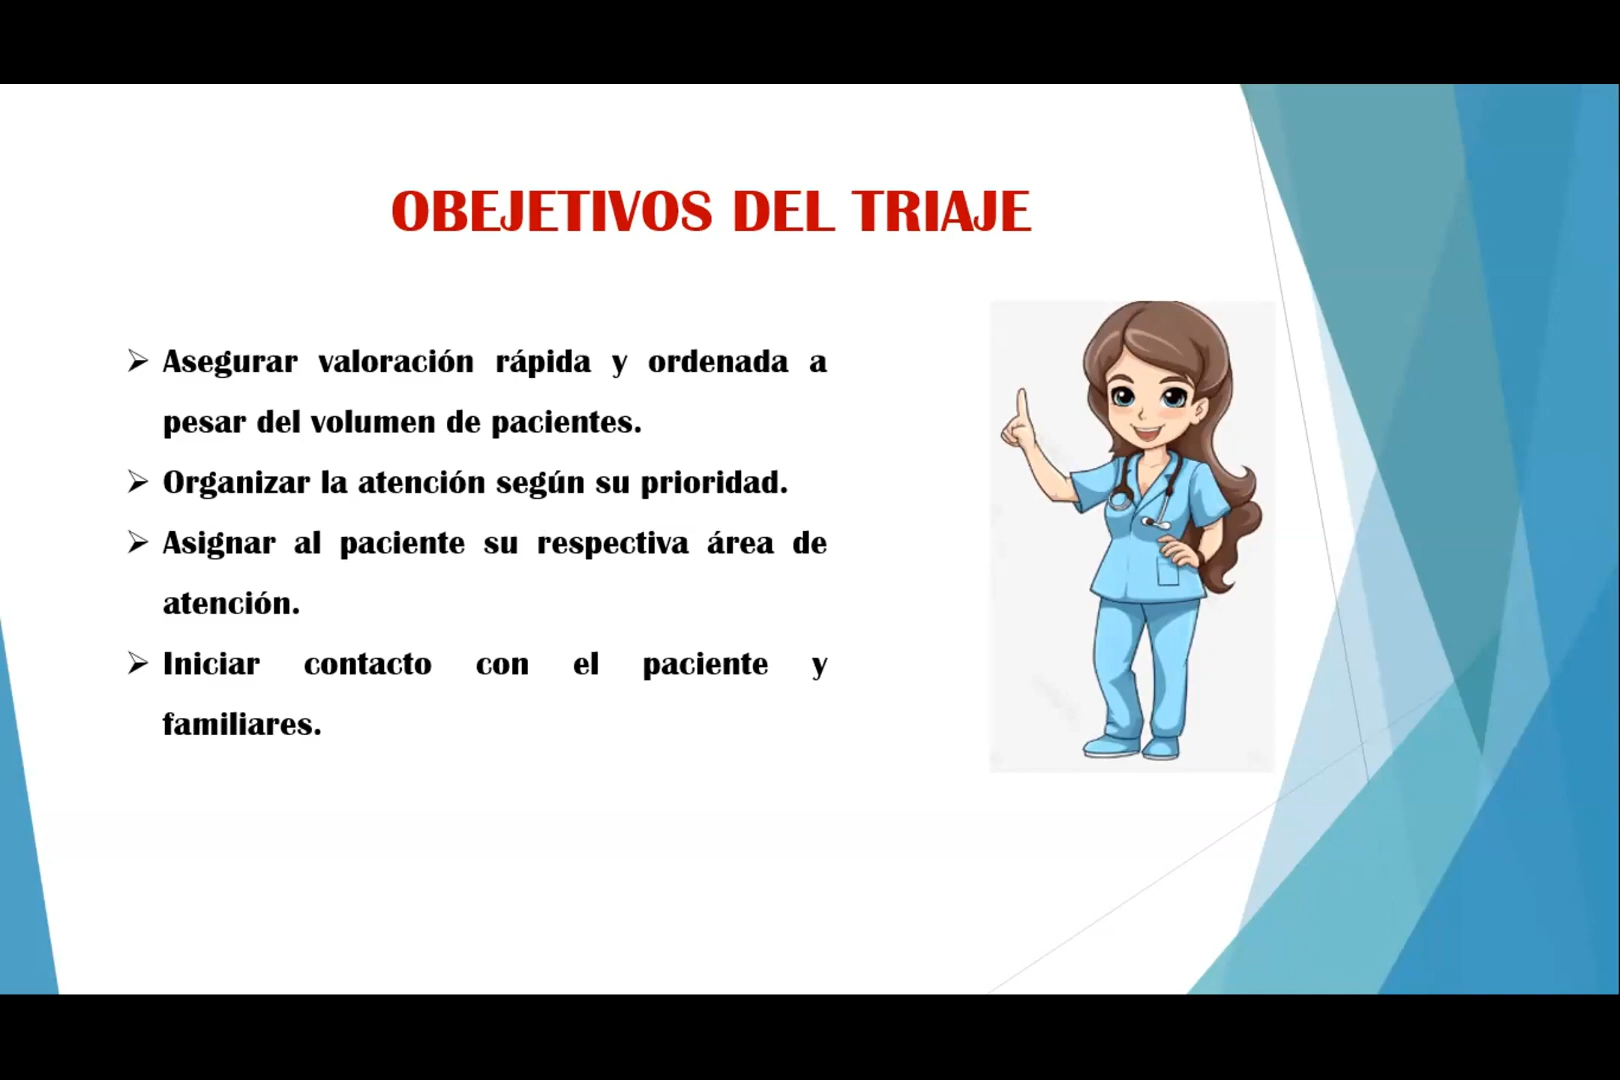 OBEJETIVOS DEL TRIAJE
Asegurar valoración rápida y ordenada a
pesar del volumen de pacientes.
Organizar la atención según su prioridad.
Asignar al paciente su respectiva área de
atención.
Iniciar contacto con el paciente y
familiares.